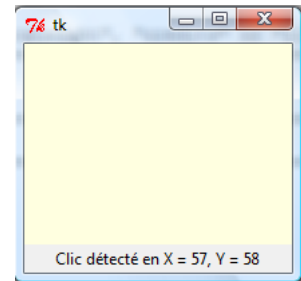 tk
Clic détecté en X = 57, Y = 58